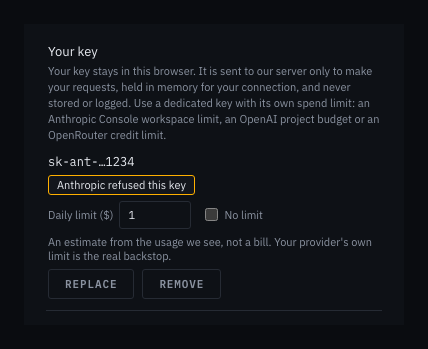 Your key
Your key stays in this browser. It is sent to our server only to make
your requests, held in memory for your connection, and never
stored or logged. Use a dedicated key with its own spend limit: an
Anthropic Console workspace limit, an OpenAI project budget or an
OpenRouter credit limit.
sk-ant-…1234
Anthropic refused this key
Daily limit ($) 1 No limit
An estimate from the usage we see, not a bill. Your provider's own
limit is the real backstop.
REPLACE REMOVE